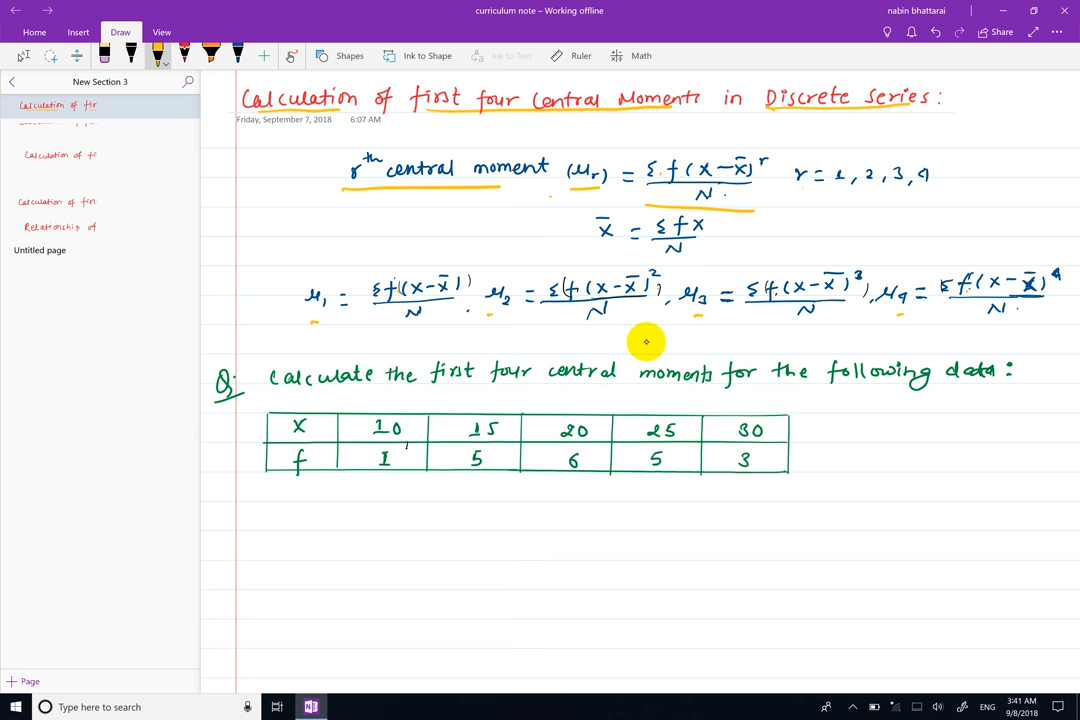 curriculum note – Working offline
nabin bhattarai
Home Insert Draw View
Share
Shapes Ink to Shape Ink to Text Ruler Math
New Section 3
Calculation of fir
Calculation of fi
Calculation of fin
Relationship of
Untitled page
+ Page
Calculation of first four Central Moments in Discrete Series:
Friday, September 7, 2018 6:07 AM
rth central moment (μr) = Σf(x-x̄)^r / N r = 1, 2, 3, 4
x̄ = Σfx / N
μ1 = Σf(x-x̄) / N . μ2 = Σ(f(x-x̄)^2) / N , μ3 = Σ(f.(x-x̄)^3) / N , μ4 = Σf(x-x̄)^4 / N .
Q: Calculate the first four central moments for the following data:
X 10 15 20 25 30
f 1 5 6 5 3
Type here to search
ENG
3:41 AM
9/8/2018